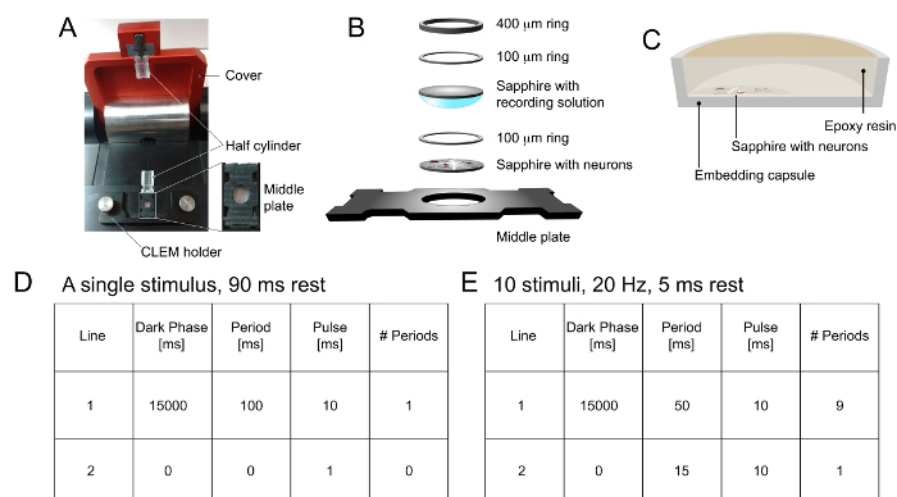 A
Cover
Half cylinder
Middle
plate
CLEM holder
B
400 μm ring
100 μm ring
Sapphire with
recording solution
100 μm ring
Sapphire with neurons
Middle plate
C
Epoxy resin
Sapphire with neurons
Embedding capsule
D A single stimulus, 90 ms rest
Line Dark Phase [ms] Period [ms] Pulse [ms] # Periods
1 15000 100 10 1
2 0 0 1 0
E 10 stimuli, 20 Hz, 5 ms rest
Line Dark Phase [ms] Period [ms] Pulse [ms] # Periods
1 15000 50 10 9
2 0 15 10 1